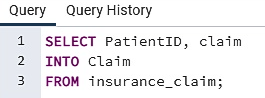 Query Query History
1 SELECT PatientID, claim
2 INTO Claim
3 FROM insurance_claim;